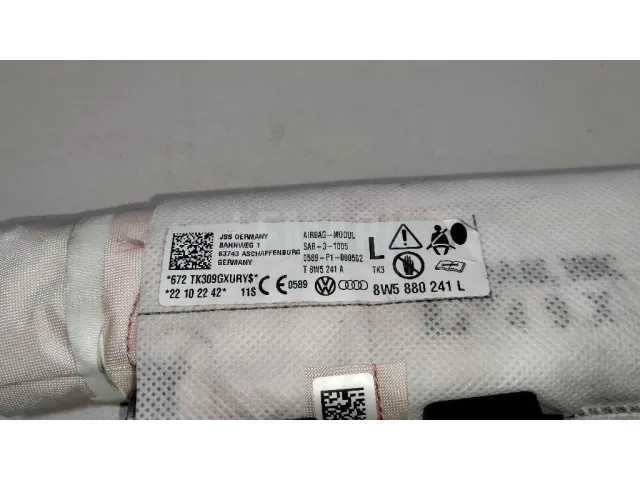 JSS GERMANY
BAHNWEG 1
63743 ASCHAFFENBURG
GERMANY
AIRBAG-MODUL
SAB-3-1005
0589-P1-000502
T 8W5 241 A
L
TK3
*672 TK309GXURY$*
*22 10 22 42* 11S CE 0589
8W5 880 241 L